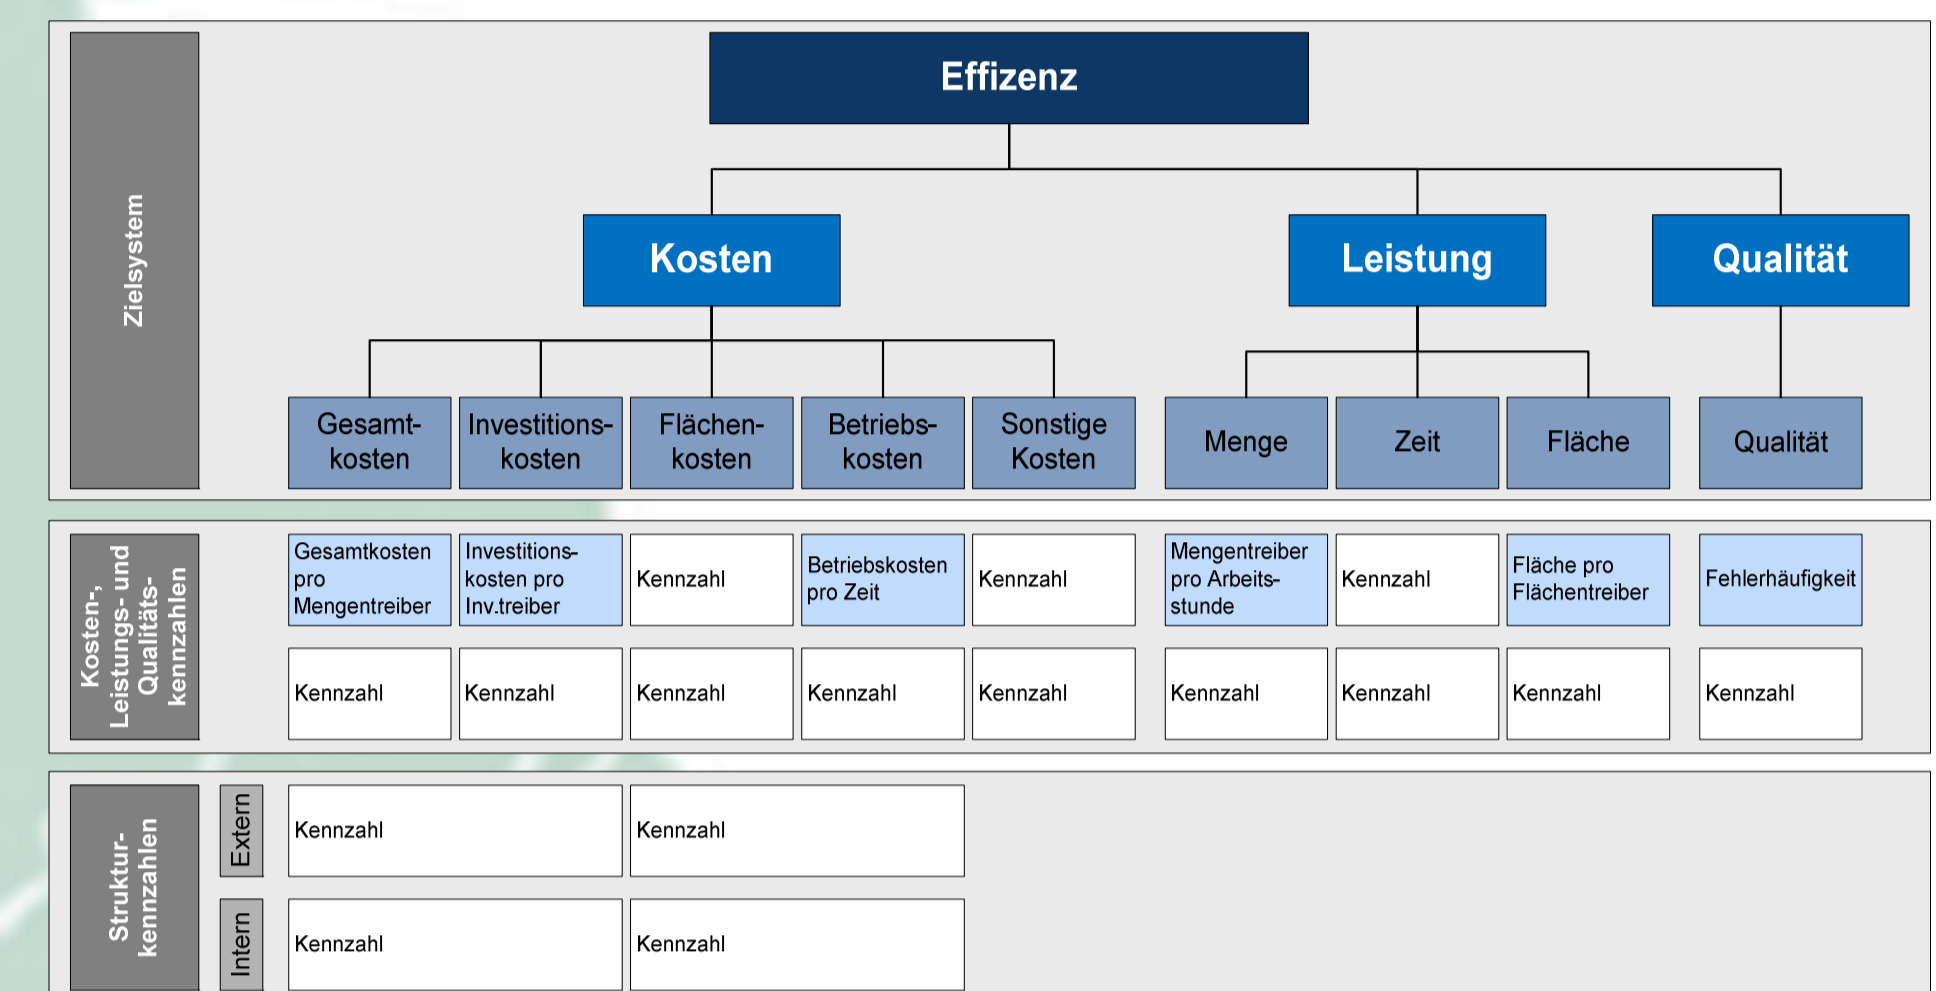 Zielsystem
Effizenz
Kosten
Leistung
Qualität
Gesamt-
kosten
Investitions-
kosten
Flächen-
kosten
Betriebs-
kosten
Sonstige
Kosten
Menge
Zeit
Fläche
Qualität
Kosten-,
Leistungs- und
Qualitäts-
kennzahlen
Gesamtkosten
pro
Mengentreiber
Investitions-
kosten pro
Inv.treiber
Kennzahl
Betriebskosten
pro Zeit
Kennzahl
Mengentreiber
pro Arbeits-
stunde
Kennzahl
Fläche pro
Flächentreiber
Fehlerhäufigkeit
Kennzahl
Kennzahl
Kennzahl
Kennzahl
Kennzahl
Kennzahl
Kennzahl
Kennzahl
Kennzahl
Struktur-
kennzahlen
Extern
Kennzahl
Kennzahl
Intern
Kennzahl
Kennzahl